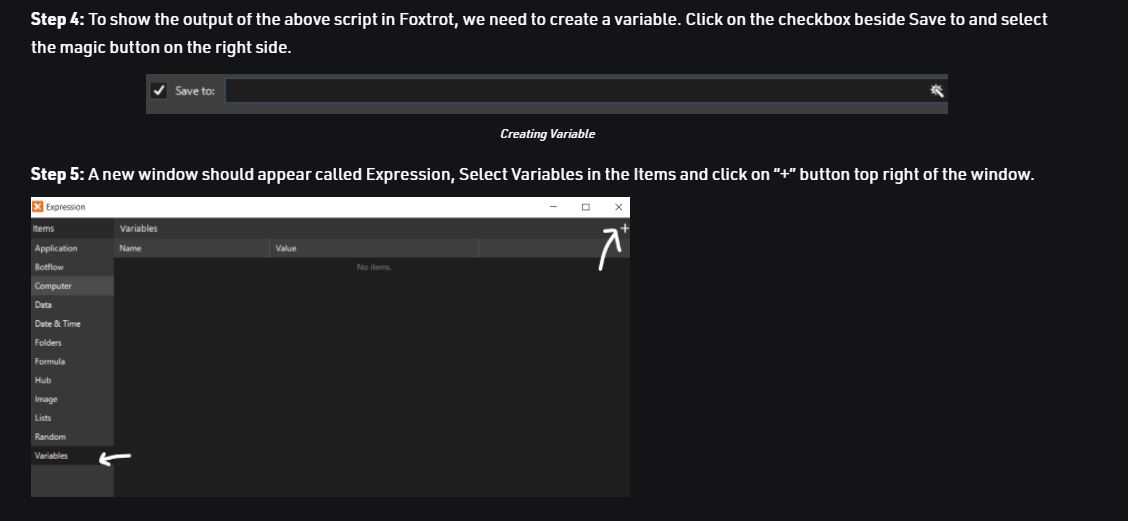 Step 4: To show the output of the above script in Foxtrot, we need to create a variable. Click on the checkbox beside Save to and select
the magic button on the right side.
Save to:
Creating Variable
Step 5: A new window should appear called Expression, Select Variables in the Items and click on "+" button top right of the window.
Expression
Items Variables +
Application Name Value
Botflow No items.
Computer
Data
Date & Time
Folders
Formula
Hub
Image
Lists
Random
Variables